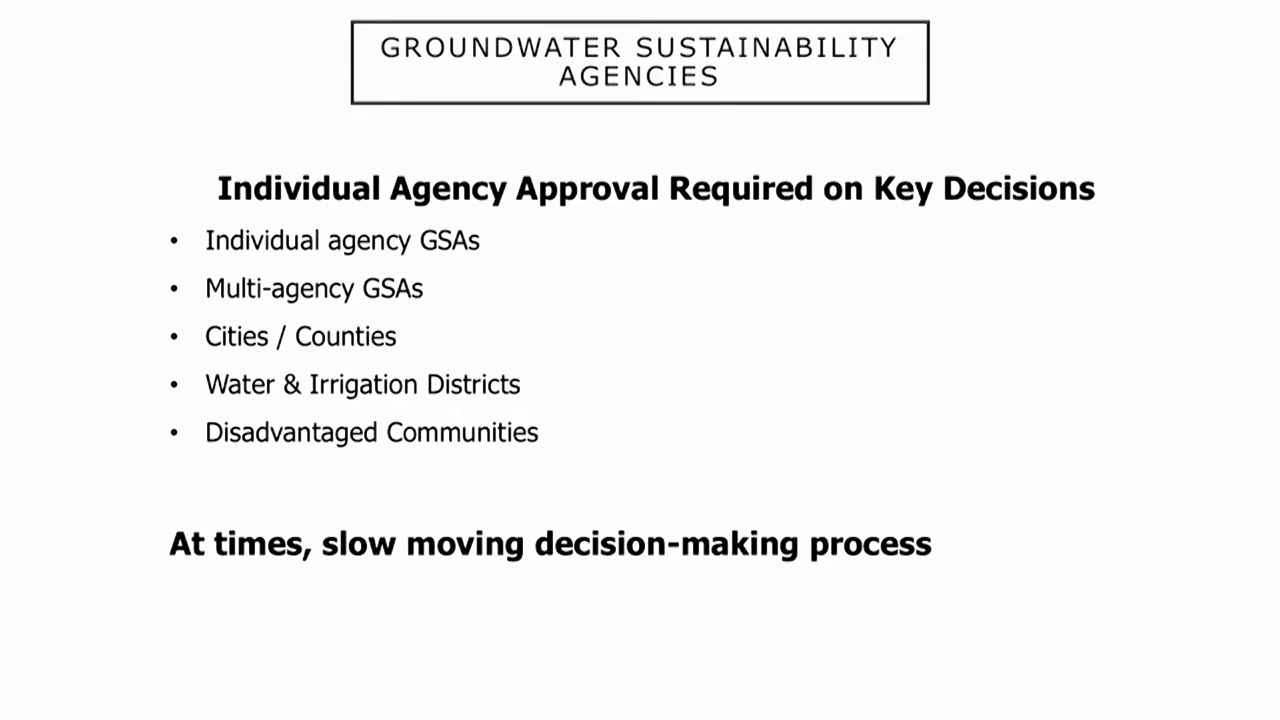 GROUNDWATER SUSTAINABILITY
AGENCIES
Individual Agency Approval Required on Key Decisions
• Individual agency GSAs
• Multi-agency GSAs
• Cities / Counties
• Water & Irrigation Districts
• Disadvantaged Communities
At times, slow moving decision-making process